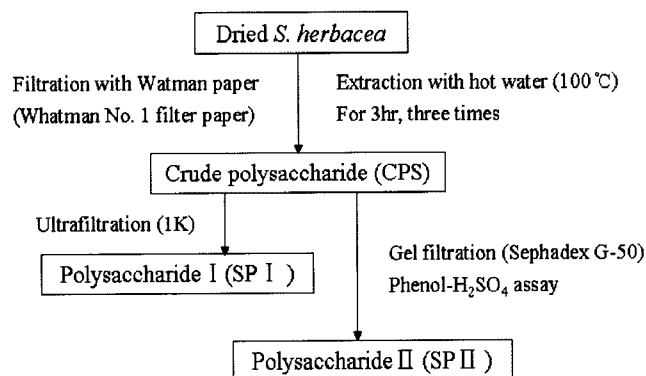 Dried S. herbacea
Filtration with Watman paper
(Whatman No. 1 filter paper)
Extraction with hot water (100℃)
For 3hr, three times
Crude polysaccharide (CPS)
Ultrafiltration (1K)
Polysaccharide Ⅰ (SP Ⅰ )
Gel filtration (Sephadex G-50)
Phenol-H₂SO₄ assay
Polysaccharide Ⅱ (SP Ⅱ )